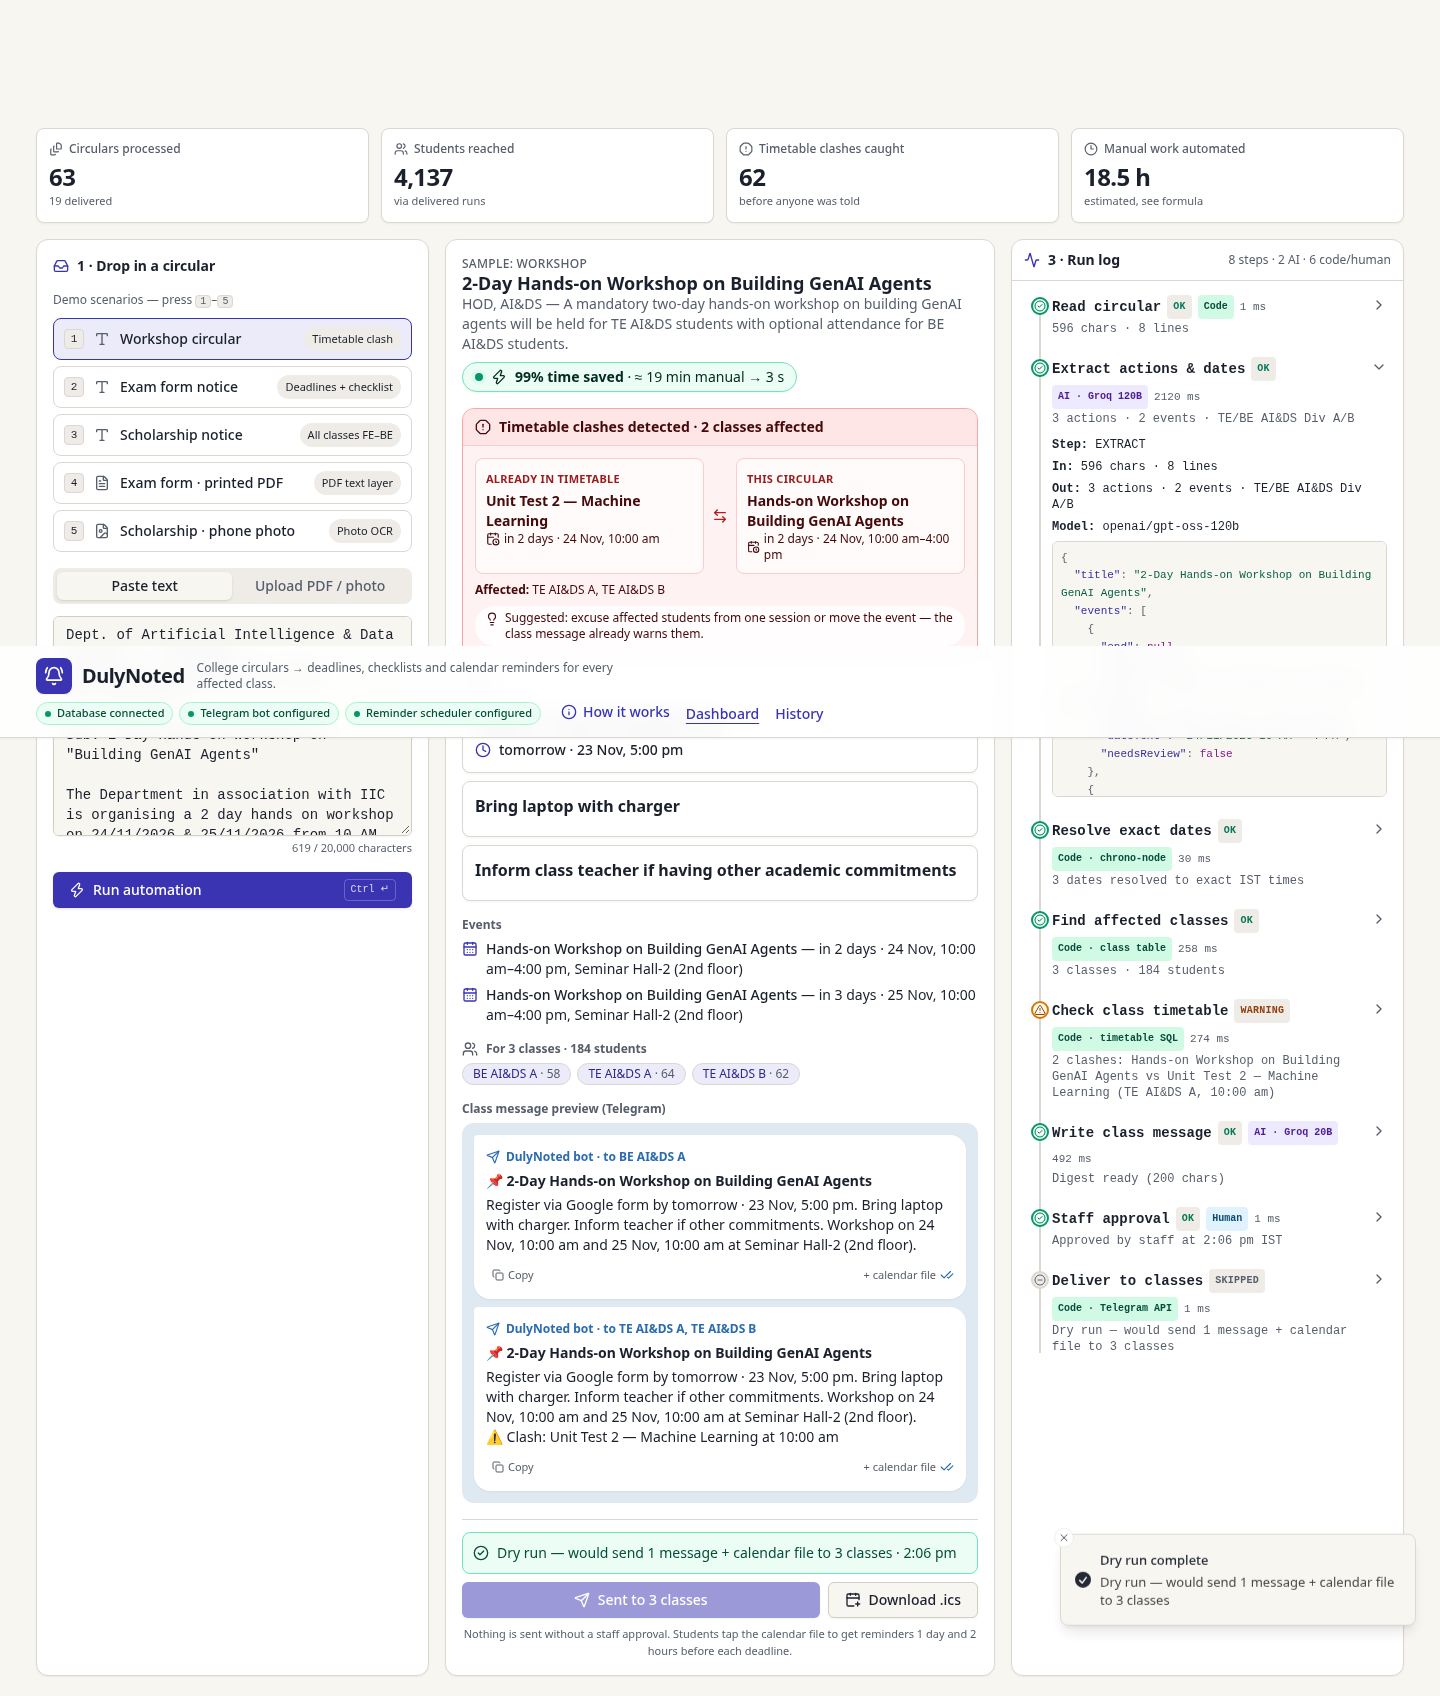 Circulars processed
63
19 delivered
Students reached
4,137
via delivered runs
Timetable clashes caught
62
before anyone was told
Manual work automated
18.5 h
estimated, see formula
1 · Drop in a circular
Demo scenarios — press 1–5
1 Workshop circular Timetable clash
2 Exam form notice Deadlines + checklist
3 Scholarship notice All classes FE–BE
4 Exam form · printed PDF PDF text layer
5 Scholarship · phone photo Photo OCR
Paste text Upload PDF / photo
Dept. of Artificial Intelligence & Data
"Building GenAI Agents"
The Department in association with IIC
is organising a 2 day hands on workshop
on 24/11/2026 & 25/11/2026 from 10 AM
619 / 20,000 characters
Run automation Ctrl ↵
SAMPLE: WORKSHOP
2-Day Hands-on Workshop on Building GenAI Agents
HOD, AI&DS — A mandatory two-day hands-on workshop on building GenAI
agents will be held for TE AI&DS students with optional attendance for BE
AI&DS students.
99% time saved · ≈ 19 min manual → 3 s
Timetable clashes detected · 2 classes affected
ALREADY IN TIMETABLE
Unit Test 2 — Machine
Learning
in 2 days · 24 Nov, 10:00 am
THIS CIRCULAR
Hands-on Workshop on
Building GenAI Agents
in 2 days · 24 Nov, 10:00 am–4:00
pm
Affected: TE AI&DS A, TE AI&DS B
Suggested: excuse affected students from one session or move the event — the
class message already warns them.
DulyNoted
College circulars → deadlines, checklists and calendar reminders for every
affected class.
Database connected
Telegram bot configured
Reminder scheduler configured
How it works
Dashboard
History
tomorrow · 23 Nov, 5:00 pm
Bring laptop with charger
Inform class teacher if having other academic commitments
Events
Hands-on Workshop on Building GenAI Agents — in 2 days · 24 Nov, 10:00
am–4:00 pm, Seminar Hall-2 (2nd floor)
Hands-on Workshop on Building GenAI Agents — in 3 days · 25 Nov, 10:00
am–4:00 pm, Seminar Hall-2 (2nd floor)
For 3 classes · 184 students
BE AI&DS A · 58
TE AI&DS A · 64
TE AI&DS B · 62
Class message preview (Telegram)
DulyNoted bot · to BE AI&DS A
📌 2-Day Hands-on Workshop on Building GenAI Agents
Register via Google form by tomorrow · 23 Nov, 5:00 pm. Bring laptop
with charger. Inform teacher if other commitments. Workshop on 24
Nov, 10:00 am and 25 Nov, 10:00 am at Seminar Hall-2 (2nd floor).
Copy
+ calendar file
DulyNoted bot · to TE AI&DS A, TE AI&DS B
📌 2-Day Hands-on Workshop on Building GenAI Agents
Register via Google form by tomorrow · 23 Nov, 5:00 pm. Bring laptop
with charger. Inform teacher if other commitments. Workshop on 24
Nov, 10:00 am and 25 Nov, 10:00 am at Seminar Hall-2 (2nd floor).
⚠️ Clash: Unit Test 2 — Machine Learning at 10:00 am
Copy
+ calendar file
Dry run — would send 1 message + calendar file to 3 classes · 2:06 pm
Sent to 3 classes
Download .ics
Nothing is sent without a staff approval. Students tap the calendar file to get reminders 1 day and 2
hours before each deadline.
3 · Run log
8 steps · 2 AI · 6 code/human
Read circular OK Code 1 ms
596 chars · 8 lines
Extract actions & dates OK
AI · Groq 120B 2120 ms
3 actions · 2 events · TE/BE AI&DS Div A/B
Step: EXTRACT
In: 596 chars · 8 lines
Out: 3 actions · 2 events · TE/BE AI&DS Div
A/B
Model: openai/gpt-oss-120b
{
"title": "2-Day Hands-on Workshop on Building
GenAI Agents",
"events": [
{
"needsReview": false
},
{
Resolve exact dates OK
Code · chrono-node 30 ms
3 dates resolved to exact IST times
Find affected classes OK
Code · class table 258 ms
3 classes · 184 students
Check class timetable WARNING
Code · timetable SQL 274 ms
2 clashes: Hands-on Workshop on Building
GenAI Agents vs Unit Test 2 — Machine
Learning (TE AI&DS A, 10:00 am)
Write class message OK AI · Groq 20B
492 ms
Digest ready (200 chars)
Staff approval OK Human 1 ms
Approved by staff at 2:06 pm IST
Deliver to classes SKIPPED
Code · Telegram API 1 ms
Dry run — would send 1 message + calendar
file to 3 classes
Dry run complete
Dry run — would send 1 message + calendar file
to 3 classes